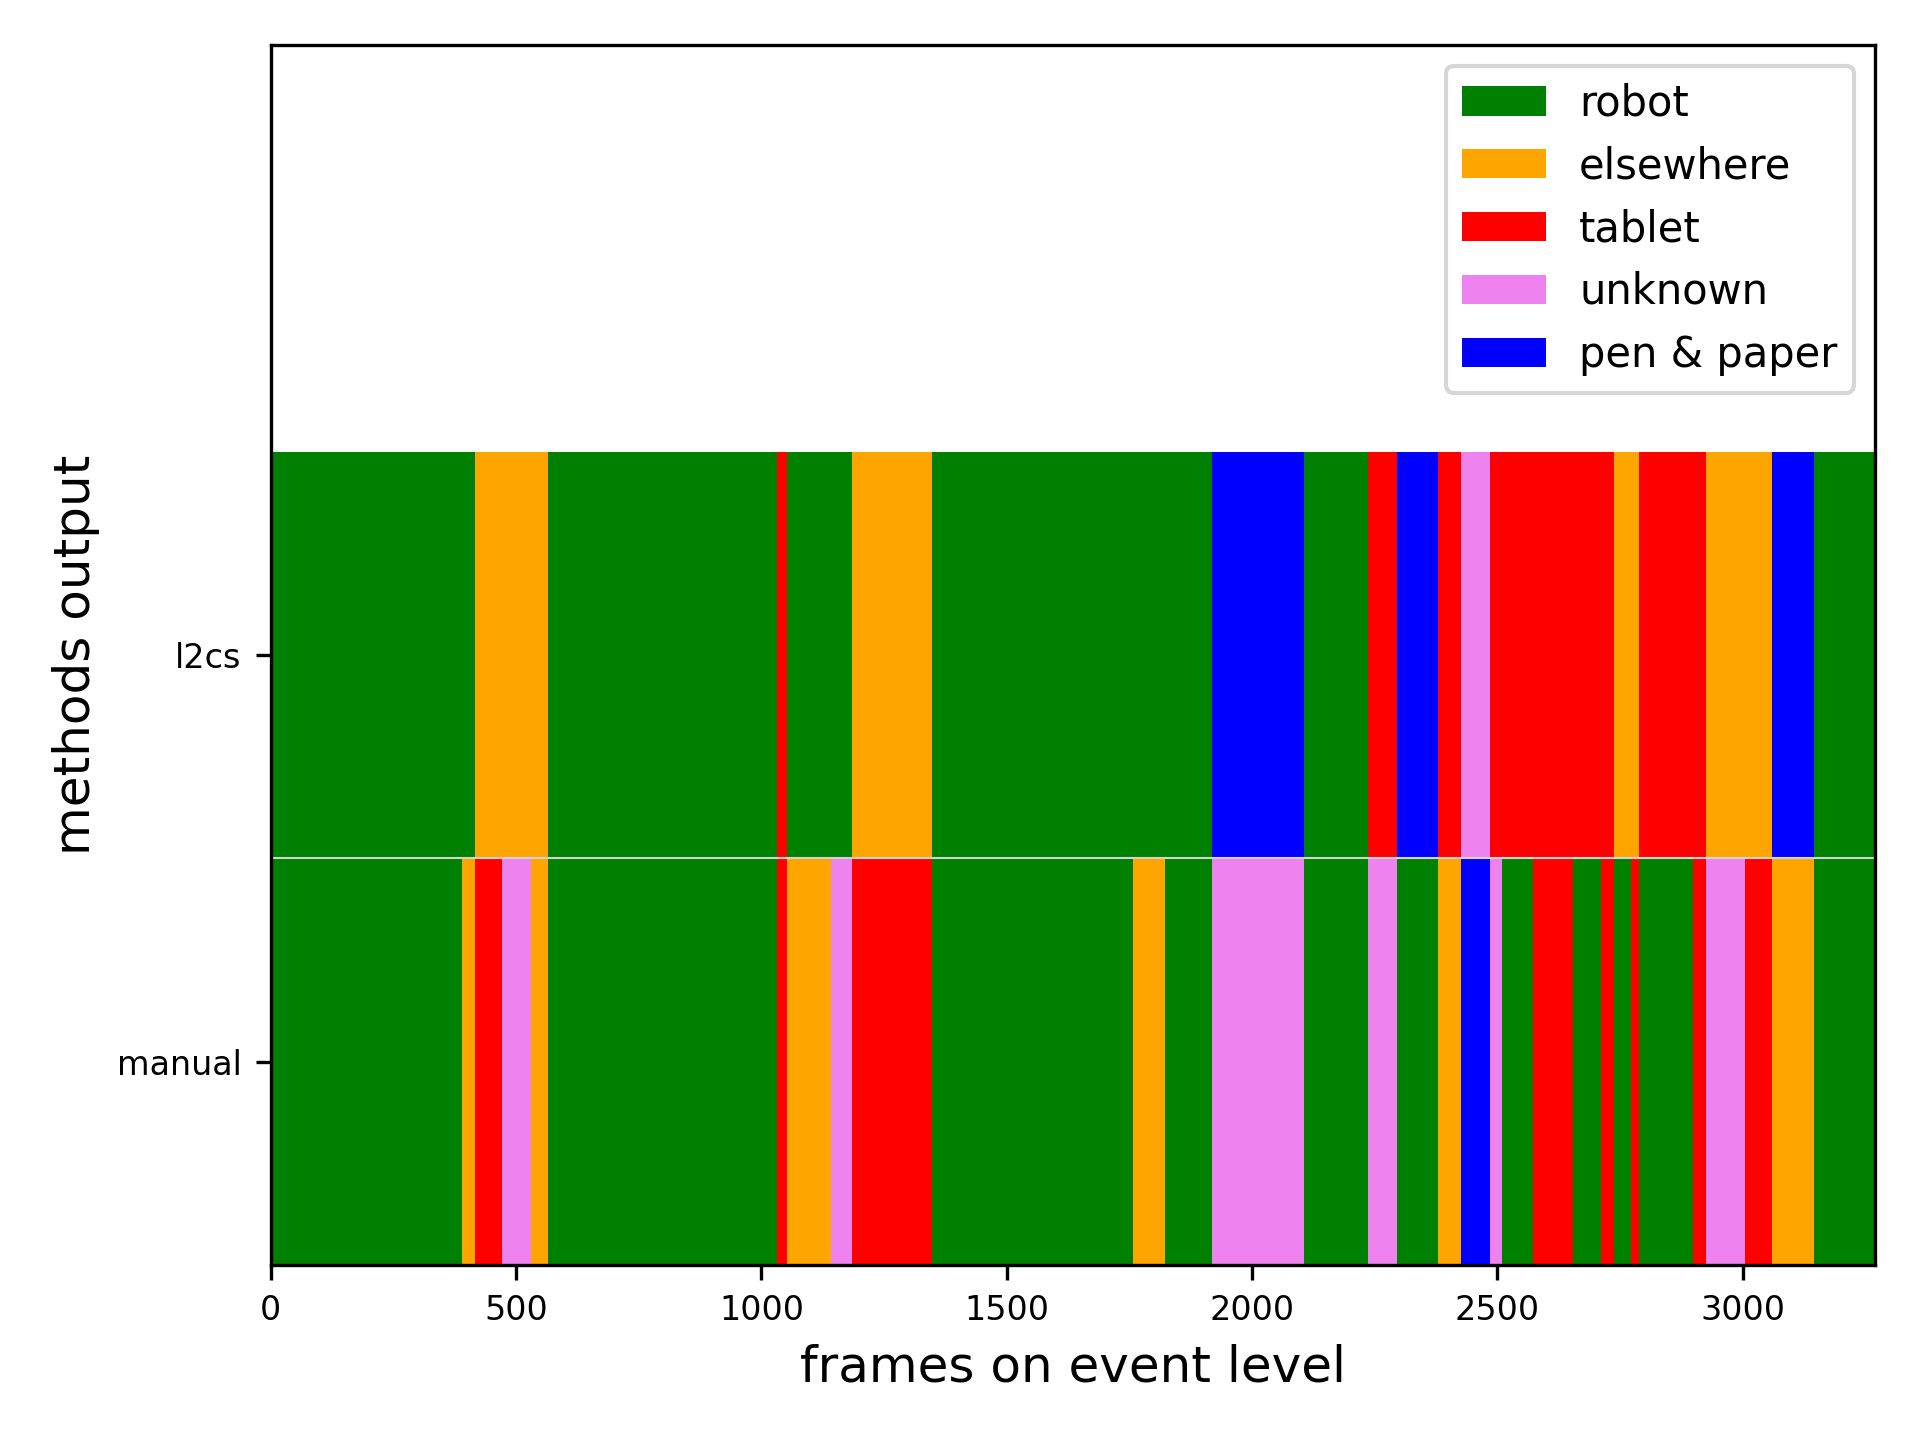 robot
elsewhere
tablet
unknown
pen & paper
methods output
l2cs
manual
0 500 1000 1500 2000 2500 3000
frames on event level